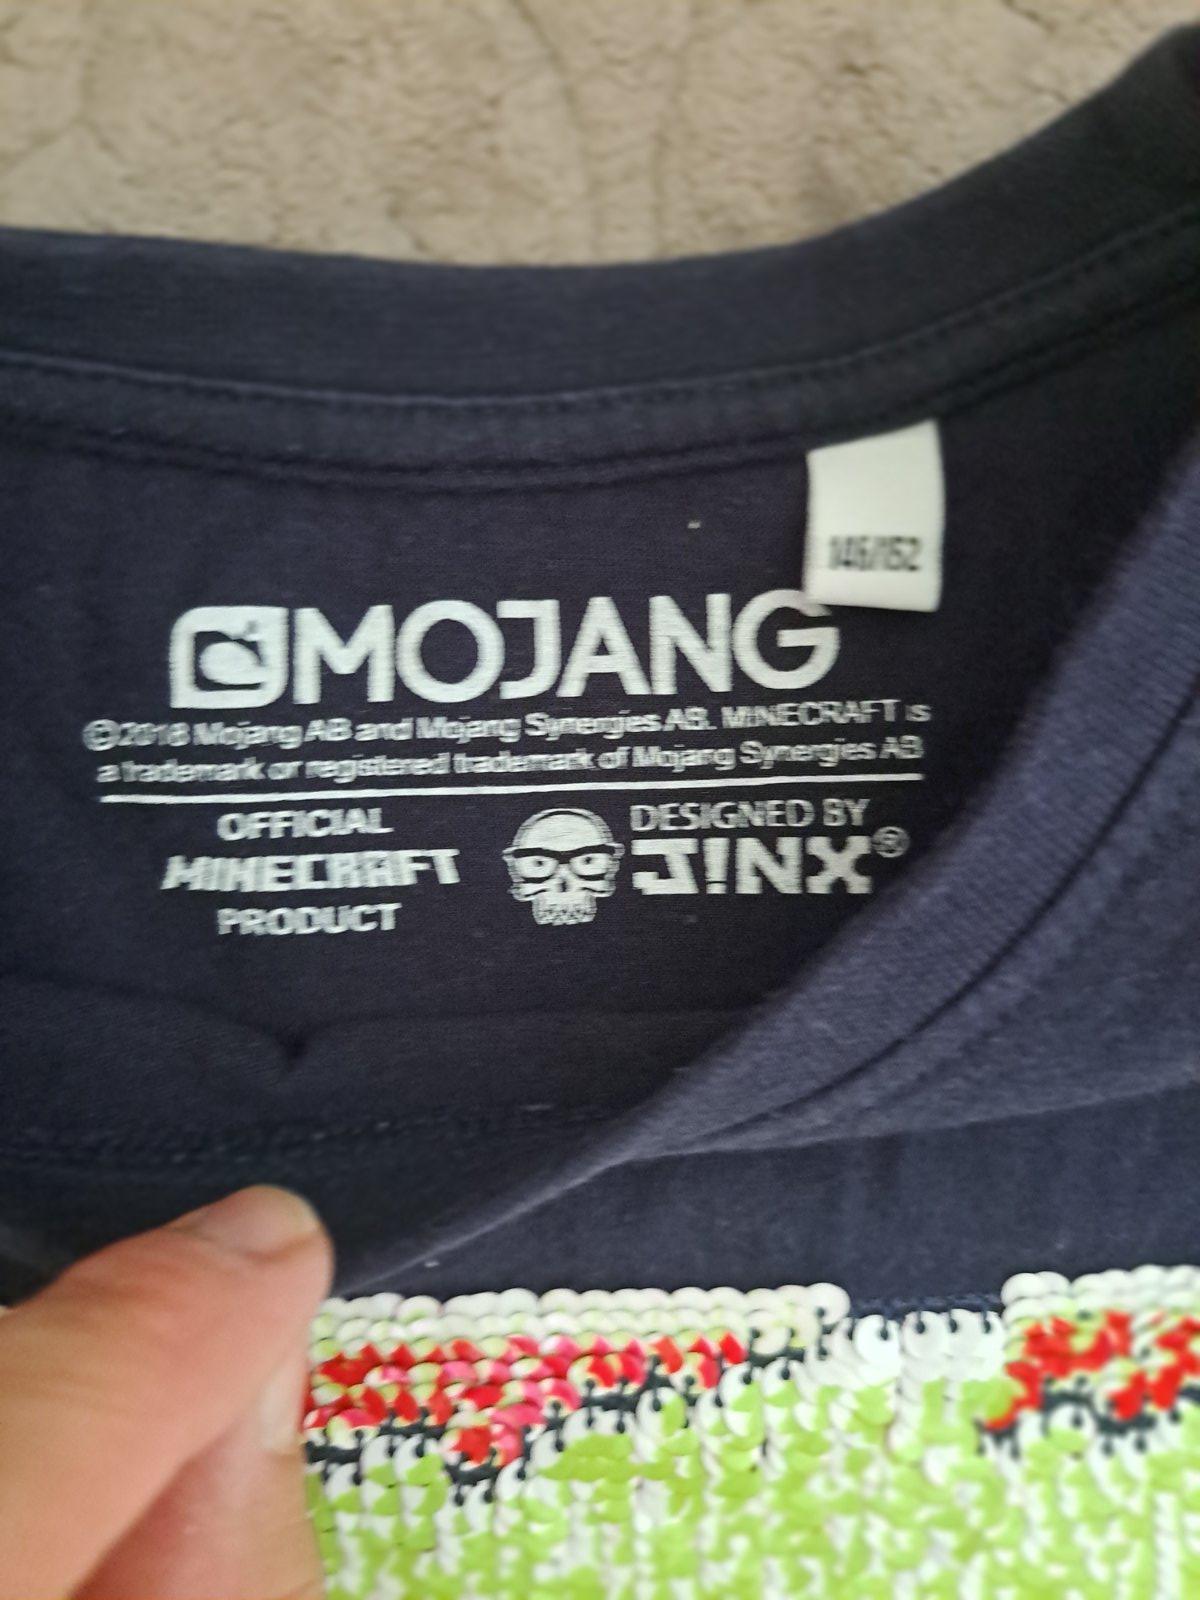 146/152
MOJANG
©2018 Mojang AB and Mojang Synergies AB. MINECRAFT is
a trademark or registered trademark of Mojang Synergies AB
OFFICIAL
MINECRAFT
PRODUCT
DESIGNED BY
J!NX®